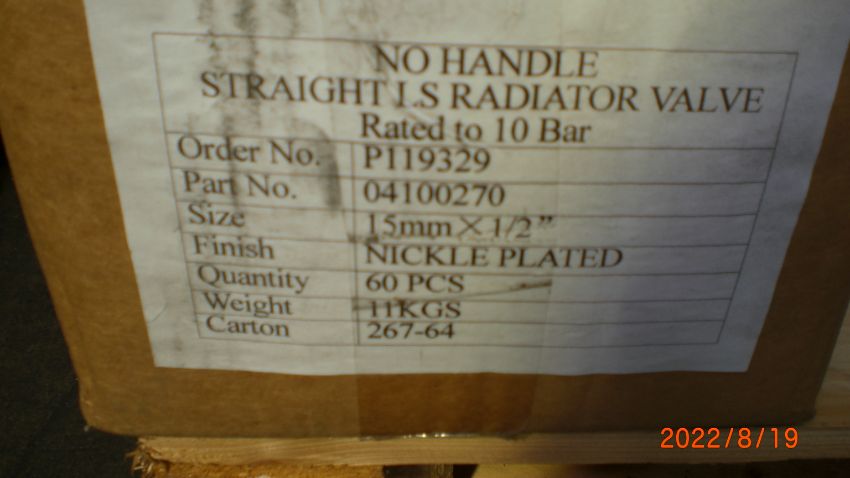 NO HANDLE
STRAIGHT LS RADIATOR VALVE
Rated to 10 Bar
Order No. P119329
Part No. 04100270
Size 15mm×1/2”
Finish NICKLE PLATED
Quantity 60 PCS
Weight 11KGS
Carton 267-64
2022/8/19